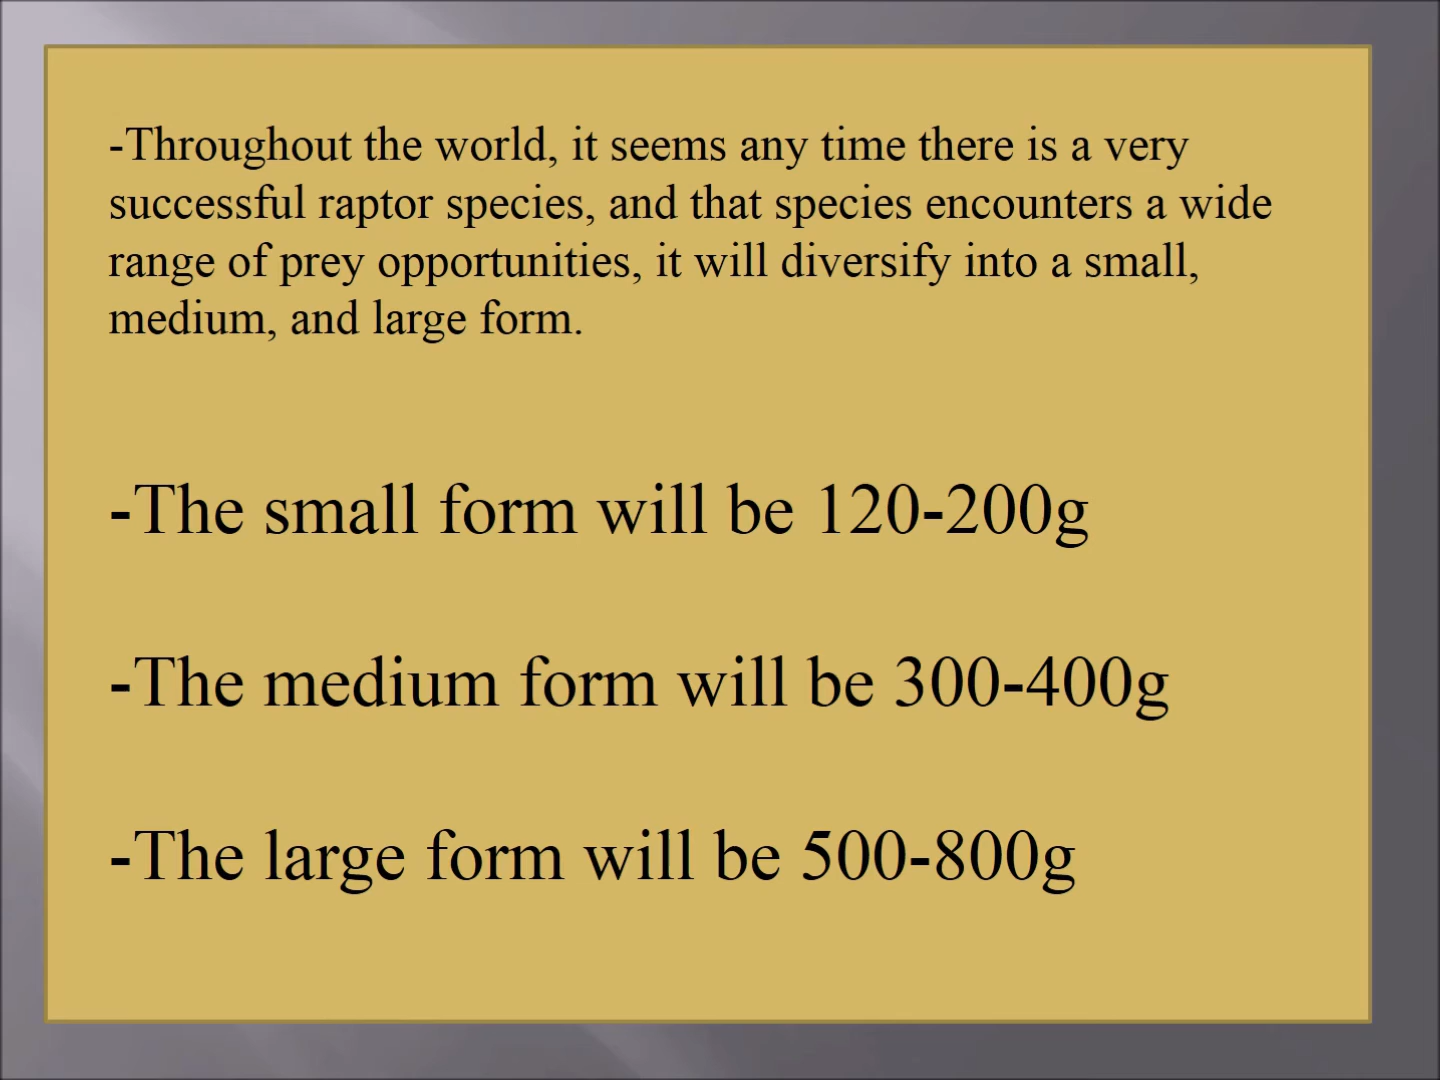 -Throughout the world, it seems any time there is a very
successful raptor species, and that species encounters a wide
range of prey opportunities, it will diversify into a small,
medium, and large form.
-The small form will be 120-200g
-The medium form will be 300-400g
-The large form will be 500-800g